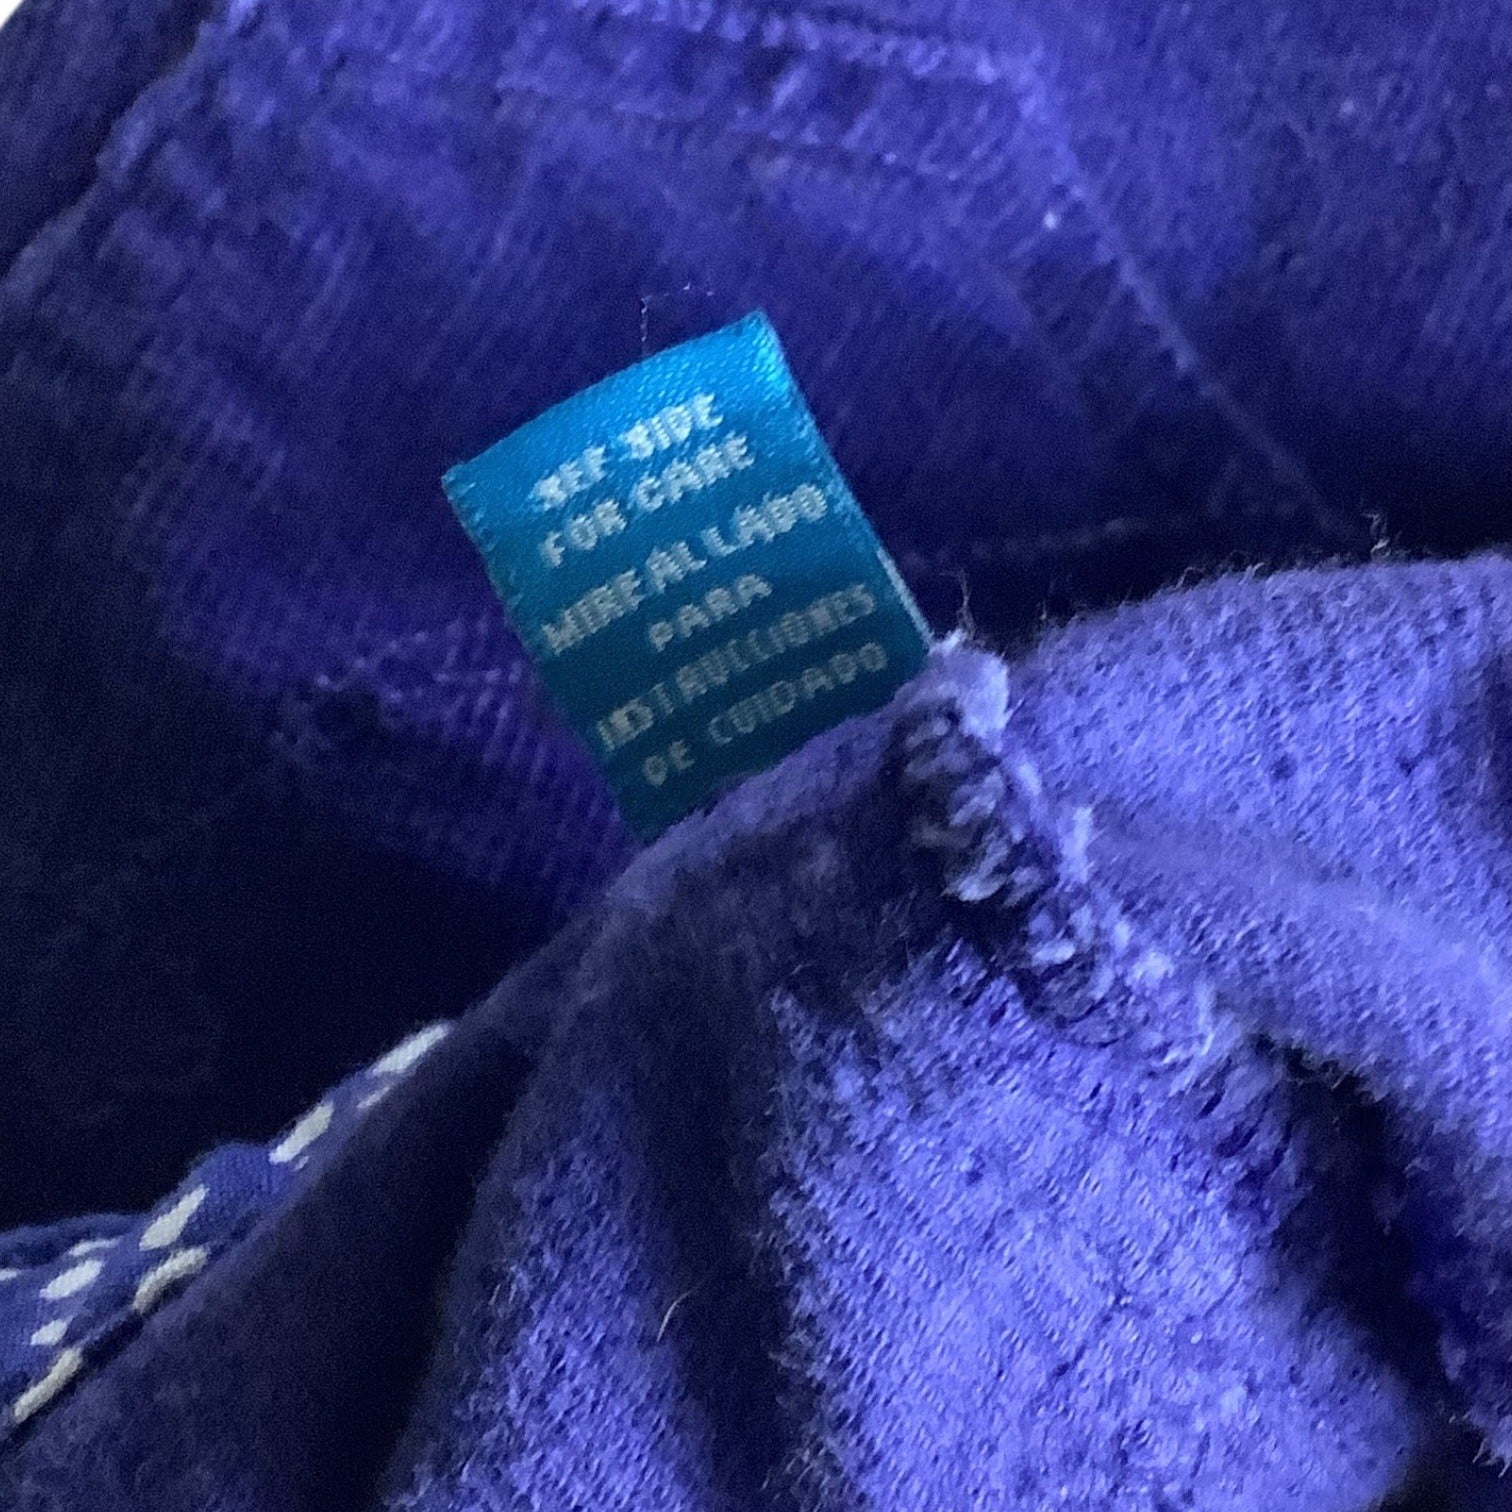 SEE SIDE
FOR CARE
MIRE AL LADO
PARA
INSTRUCCIONES
DE CUIDADO